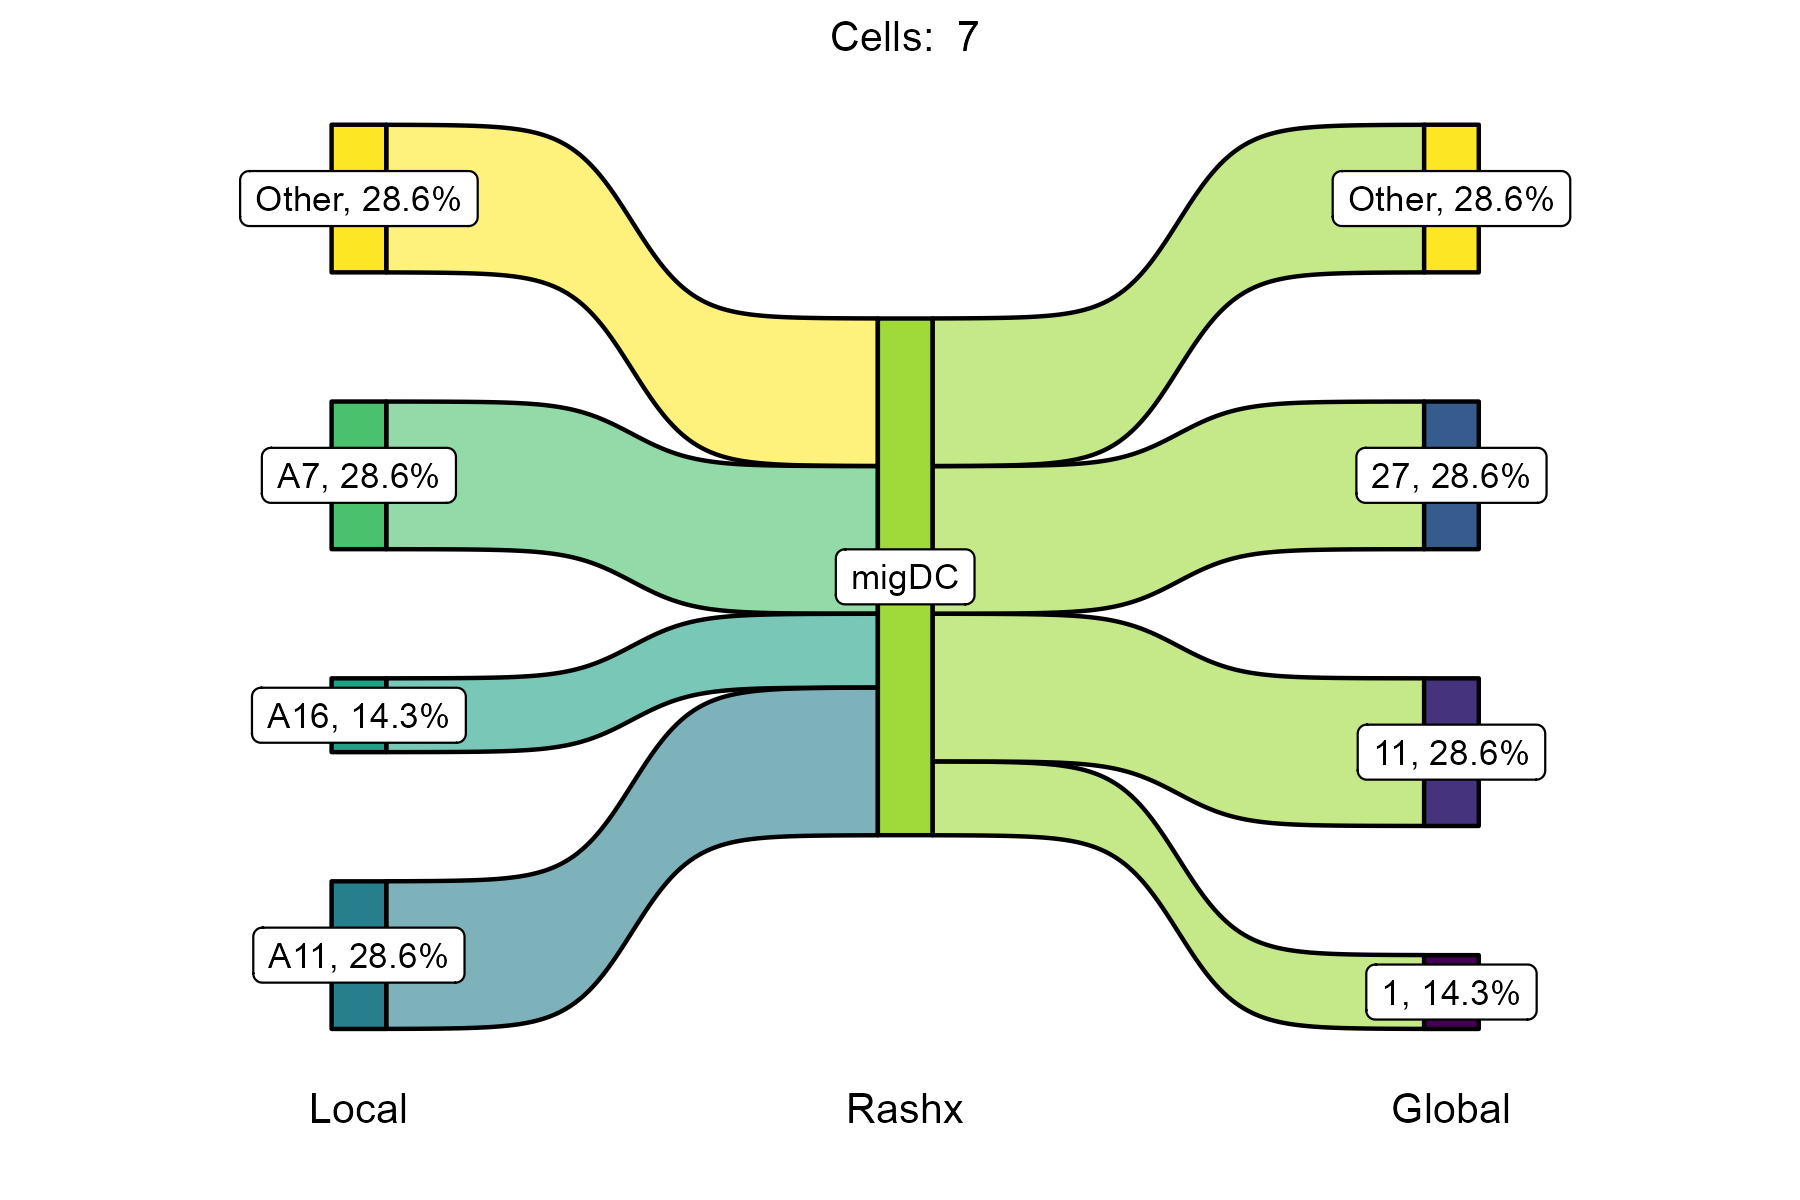 Cells: 7
Other, 28.6%
Other, 28.6%
A7, 28.6%
27, 28.6%
migDC
A16, 14.3%
11, 28.6%
A11, 28.6%
1, 14.3%
Local
Rashx
Global